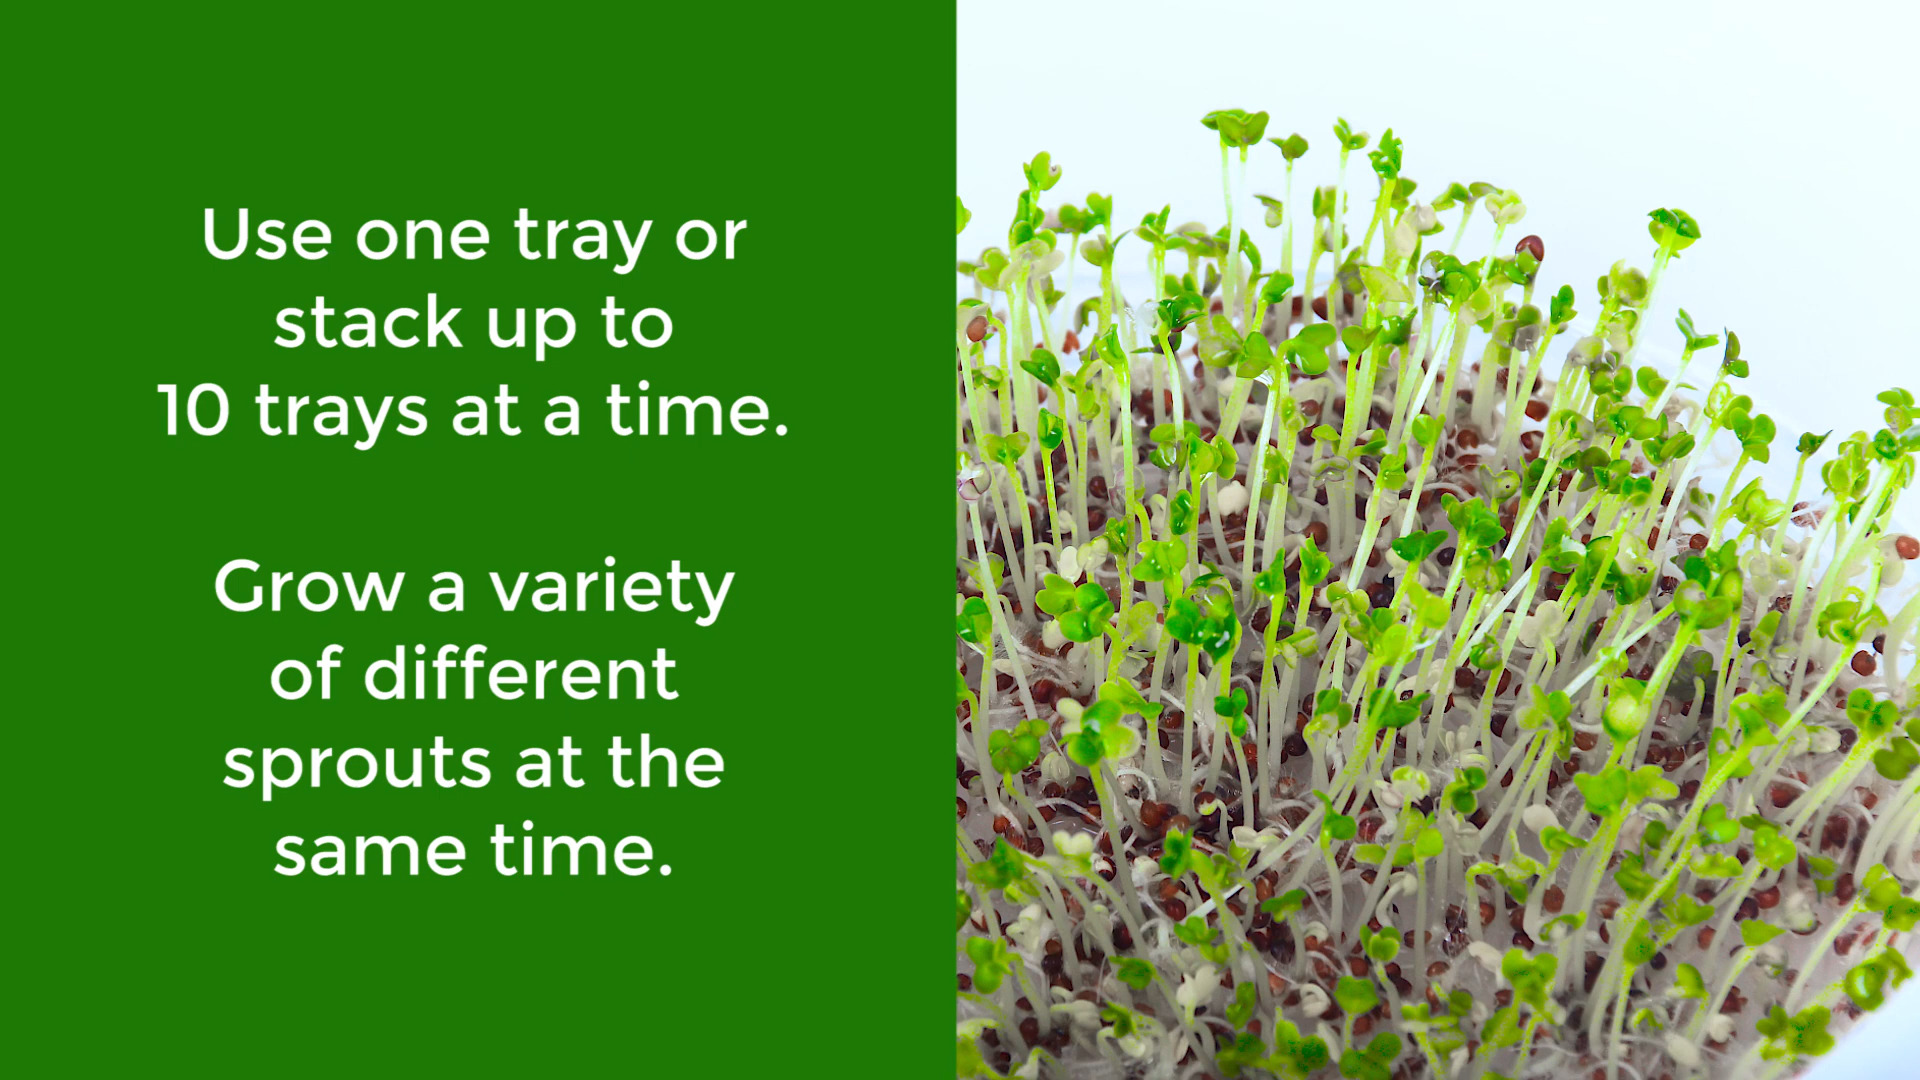 Use one tray or
stack up to
10 trays at a time.
Grow a variety
of different
sprouts at the
same time.